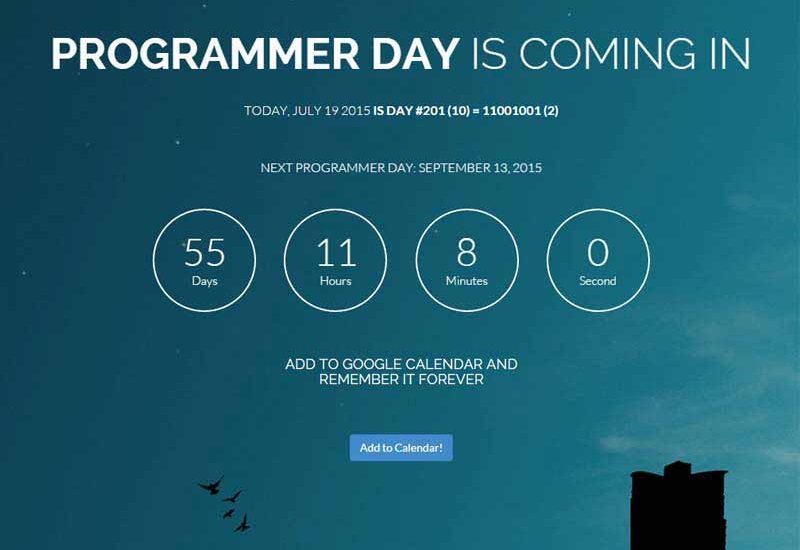 PROGRAMMER DAY IS COMING IN
TODAY, JULY 19 2015 IS DAY #201 (10) = 11001001 (2)
NEXT PROGRAMMER DAY: SEPTEMBER 13, 2015
55 11 8 0
Days Hours Minutes Second
ADD TO GOOGLE CALENDAR AND
REMEMBER IT FOREVER
Add to Calendar!